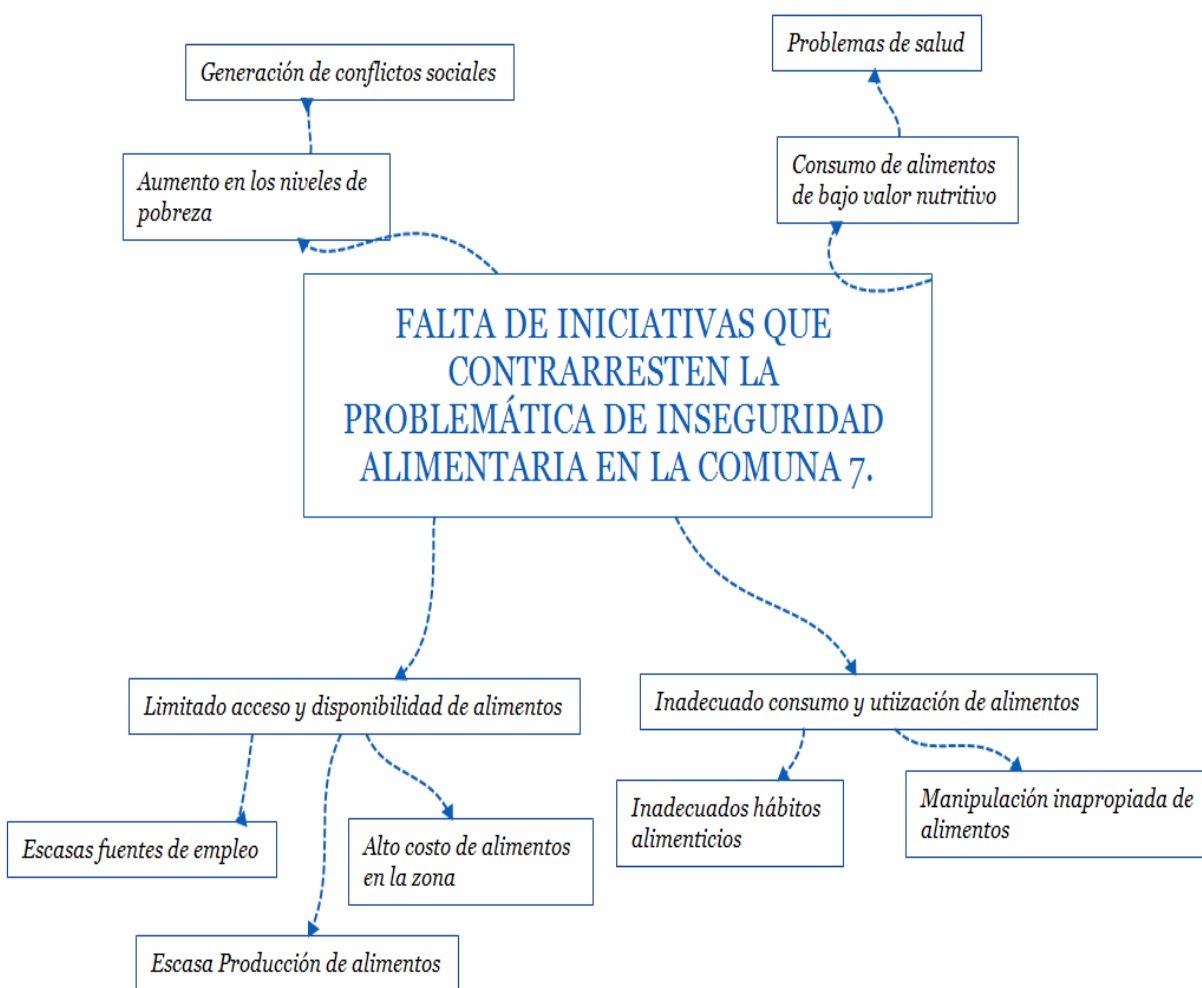 Problemas de salud
Generación de conflictos sociales
Aumento en los niveles de
pobreza
Consumo de alimentos
de bajo valor nutritivo
FALTA DE INICIATIVAS QUE
CONTRARRESTEN LA
PROBLEMÁTICA DE INSEGURIDAD
ALIMENTARIA EN LA COMUNA 7.
Limitado acceso y disponibilidad de alimentos
Inadecuado consumo y utiización de alimentos
Escasas fuentes de empleo
Alto costo de alimentos
en la zona
Inadecuados hábitos
alimenticios
Manipulación inapropiada de
alimentos
Escasa Producción de alimentos